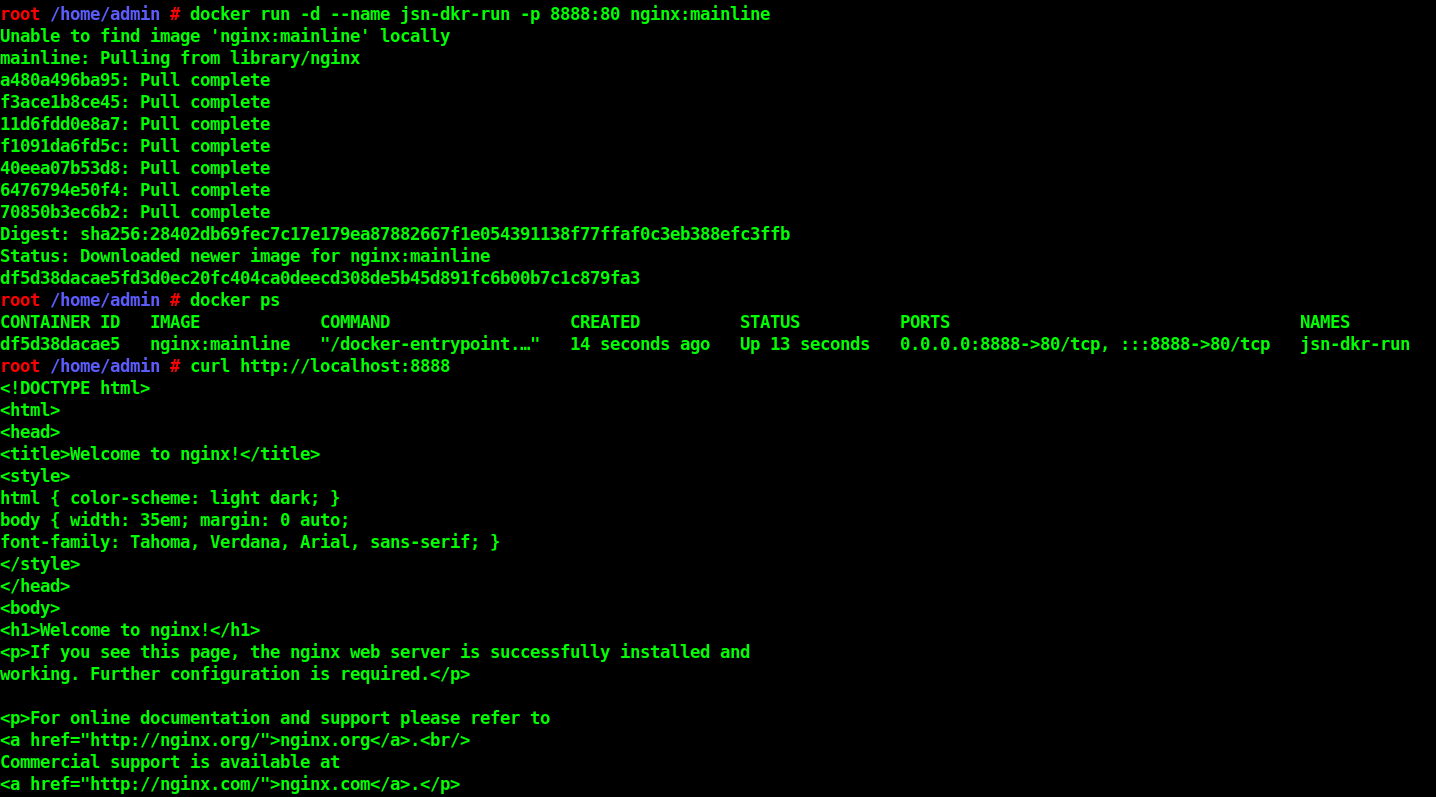 root /home/admin # docker run -d --name jsn-dkr-run -p 8888:80 nginx:mainline
Unable to find image 'nginx:mainline' locally
mainline: Pulling from library/nginx
a480a496ba95: Pull complete
f3ace1b8ce45: Pull complete
11d6fdd0e8a7: Pull complete
f1091da6fd5c: Pull complete
40eea07b53d8: Pull complete
6476794e50f4: Pull complete
70850b3ec6b2: Pull complete
Digest: sha256:28402db69fec7c17e179ea87882667f1e054391138f77ffaf0c3eb388efc3ffb
Status: Downloaded newer image for nginx:mainline
df5d38dacae5fd3d0ec20fc404ca0deecd308de5b45d891fc6b00b7c1c879fa3
root /home/admin # docker ps
CONTAINER ID   IMAGE            COMMAND                  CREATED          STATUS          PORTS                                   NAMES
df5d38dacae5   nginx:mainline   "/docker-entrypoint.…"   14 seconds ago   Up 13 seconds   0.0.0.0:8888->80/tcp, :::8888->80/tcp   jsn-dkr-run
root /home/admin # curl http://localhost:8888
<!DOCTYPE html>
<html>
<head>
<title>Welcome to nginx!</title>
<style>
html { color-scheme: light dark; }
body { width: 35em; margin: 0 auto;
font-family: Tahoma, Verdana, Arial, sans-serif; }
</style>
</head>
<body>
<h1>Welcome to nginx!</h1>
<p>If you see this page, the nginx web server is successfully installed and
working. Further configuration is required.</p>

<p>For online documentation and support please refer to
<a href="http://nginx.org/">nginx.org</a>.<br/>
Commercial support is available at
<a href="http://nginx.com/">nginx.com</a>.</p>